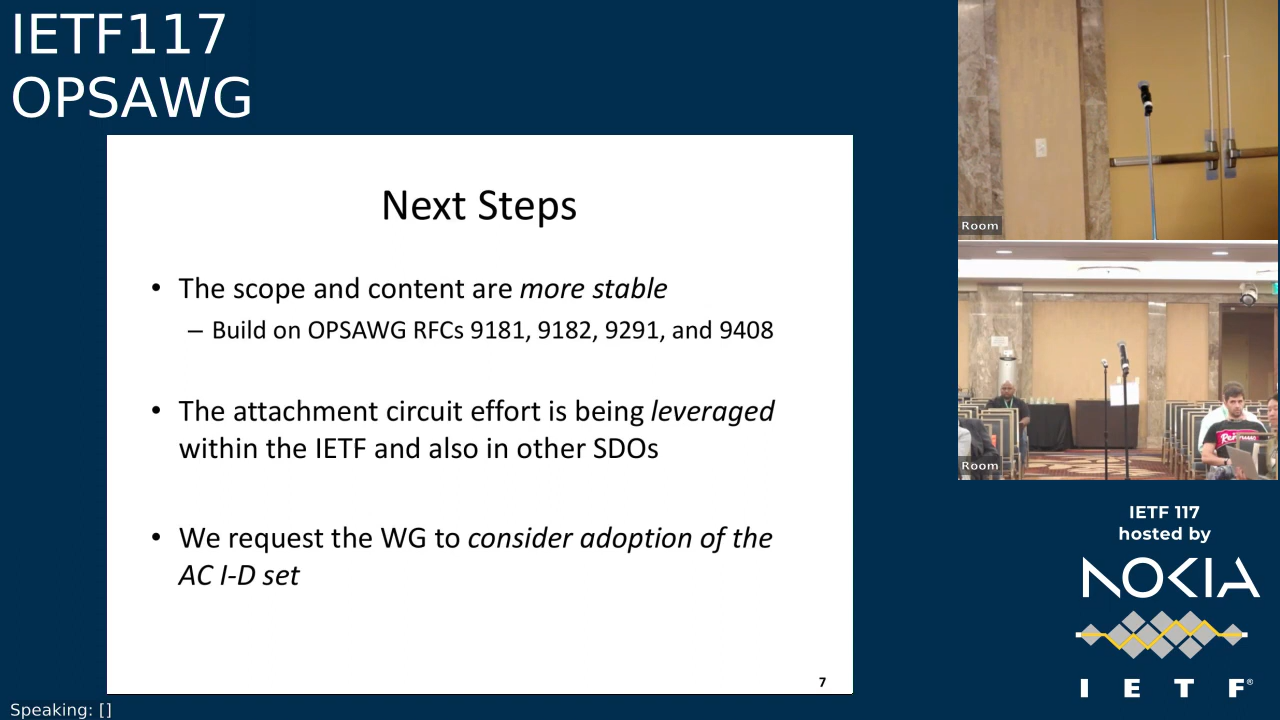 IETF117
OPSAWG
Next Steps
• The scope and content are more stable
– Build on OPSAWG RFCs 9181, 9182, 9291, and 9408
• The attachment circuit effort is being leveraged
within the IETF and also in other SDOs
• We request the WG to consider adoption of the
AC I-D set
7
Speaking: []
Room
Room
IETF 117
hosted by
NOKIA
I E T F®